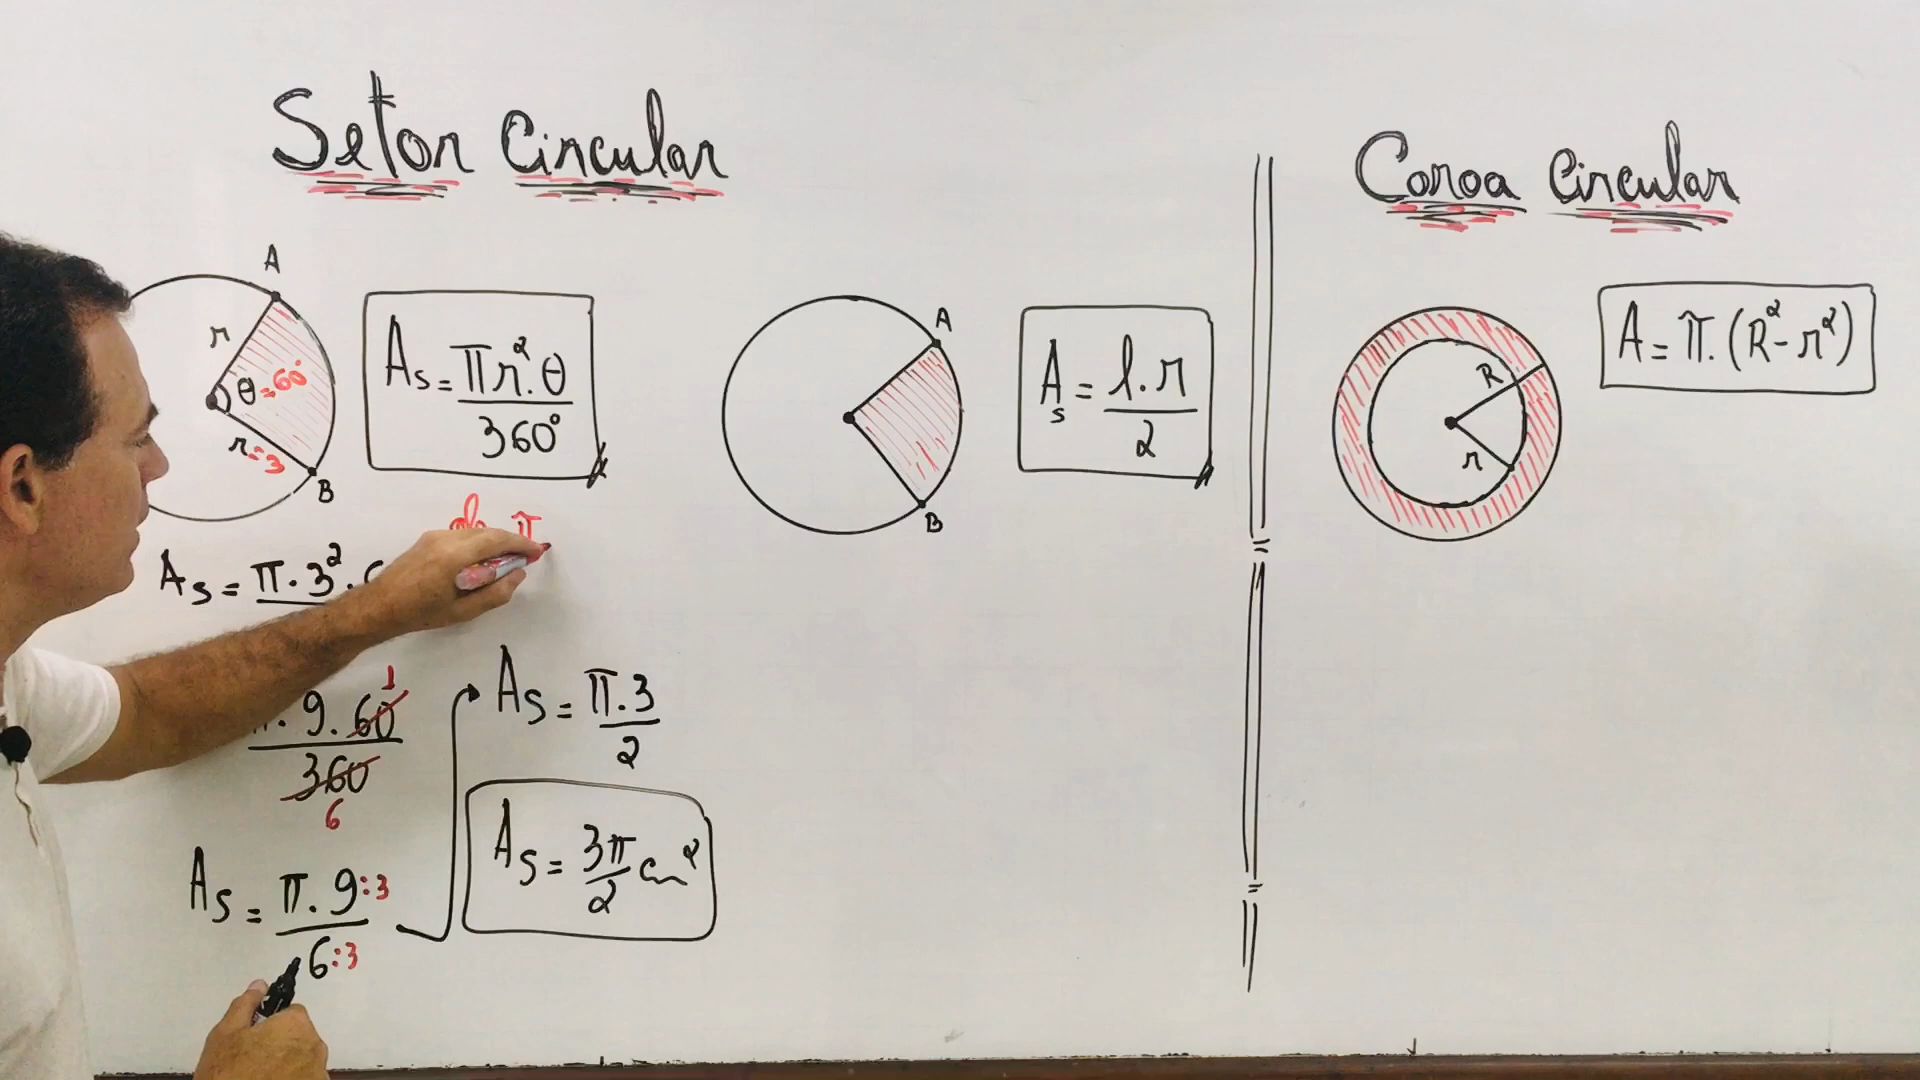 Setor Circular
Coroa Circular
A
r
θ=60°
r=3
B
As = πr².θ
360°
A
B
As = l.r
2
R
r
A = π.(R²-r²)
π
As = π.3².
. 9.60
1
360
6
As = π.9:3
6:3
As = π.3
2
As = 3π cm²
2